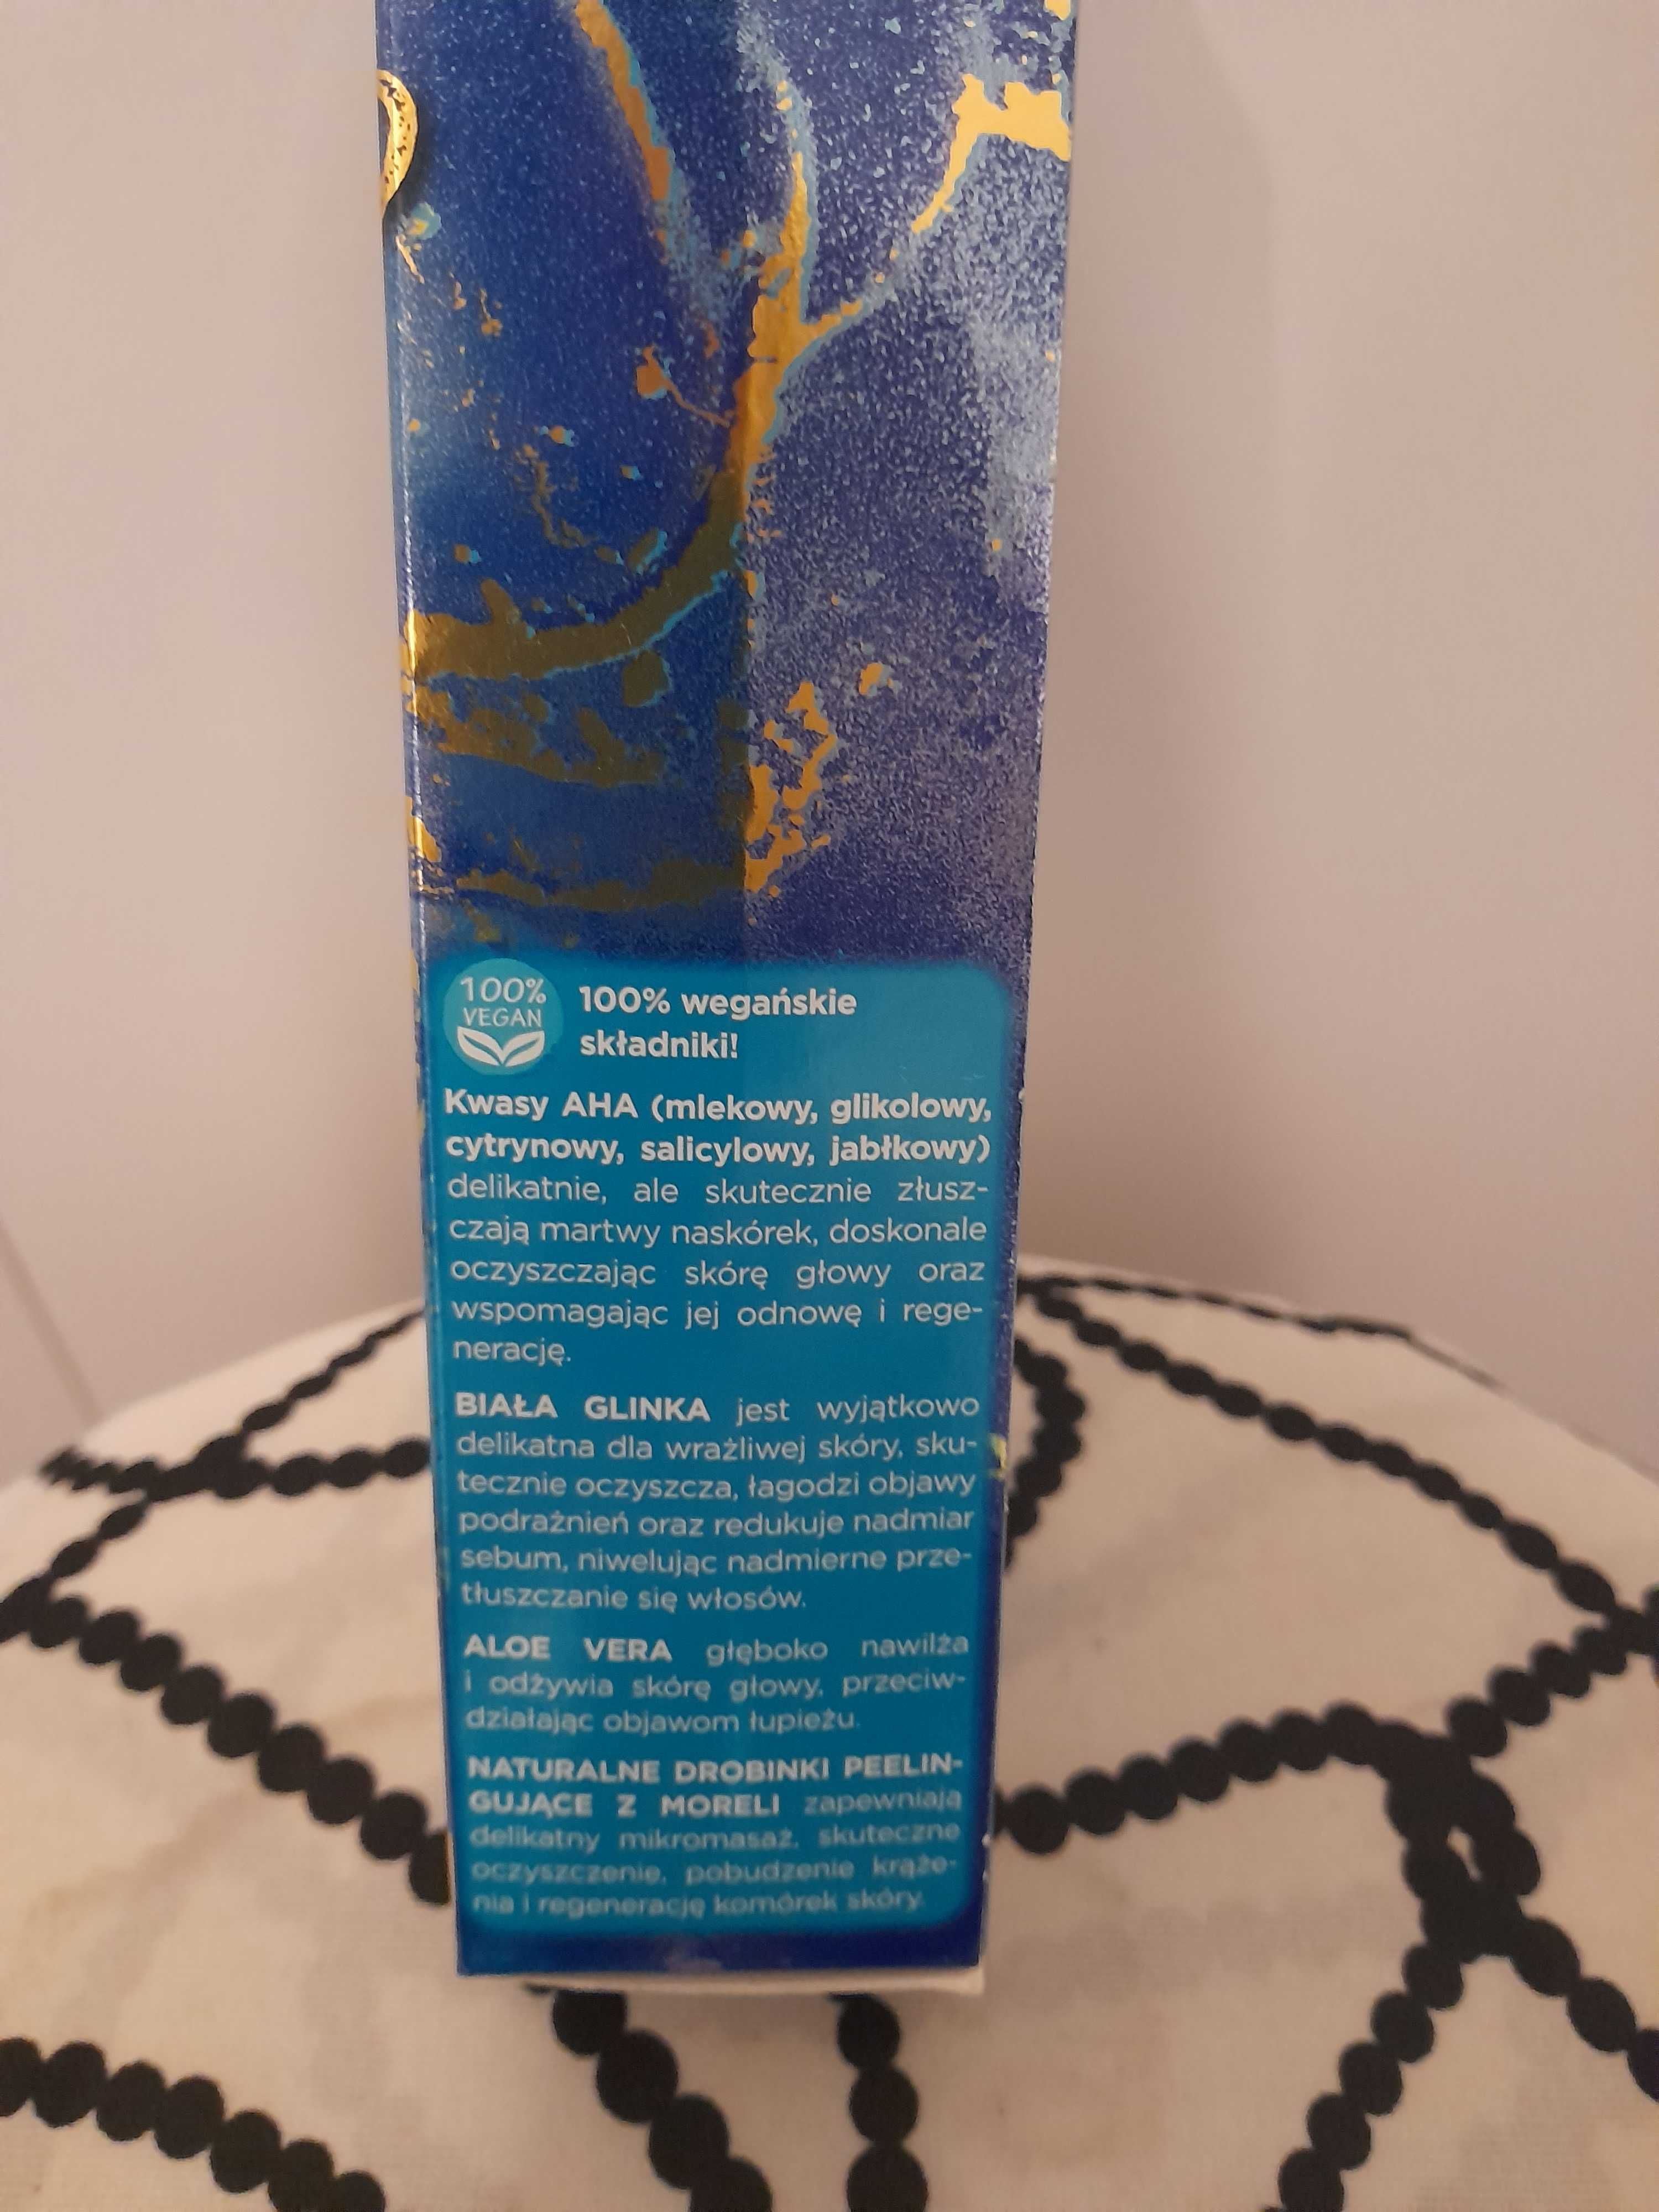 100%
VEGAN
100% wegańskie
składniki!
Kwasy AHA (mlekowy, glikolowy,
cytrynowy, salicylowy, jabłkowy)
delikatnie, ale skutecznie złusz-
czają martwy naskórek, doskonale
oczyszczając skórę głowy oraz
wspomagając jej odnowę i rege-
nerację.
BIAŁA GLINKA jest wyjątkowo
delikatna dla wrażliwej skóry, sku-
tecznie oczyszcza, łagodzi objawy
podrażnień oraz redukuje nadmiar
sebum, niwelując nadmierne prze-
tłuszczanie się włosów.
ALOE VERA głęboko nawilża
i odżywia skórę głowy, przeciw-
działając objawom łupieżu.
NATURALNE DROBINKI PEELIN-
GUJĄCE Z MORELI zapewniają
delikatny mikromasaż, skuteczne
oczyszczenie, pobudzenie krąże-
nia i regenerację komórek skóry.